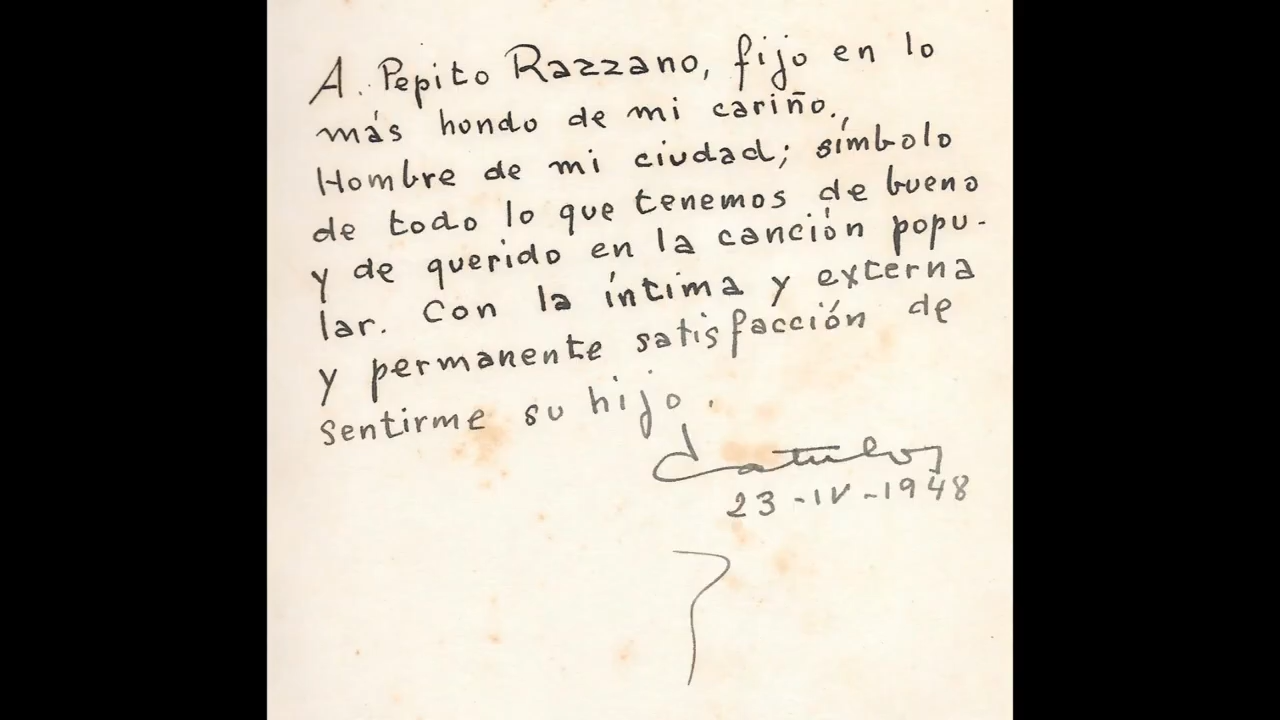 A. Pepito Razzano, fijo en lo
más hondo de mi cariño.,
Hombre de mi ciudad; símbolo
de todo lo que tenemos de bueno
y de querido en la canción popu-
lar. Con la íntima y externa
y permanente satisfacción de
sentirme su hijo.
Catulo
23-IV-1948